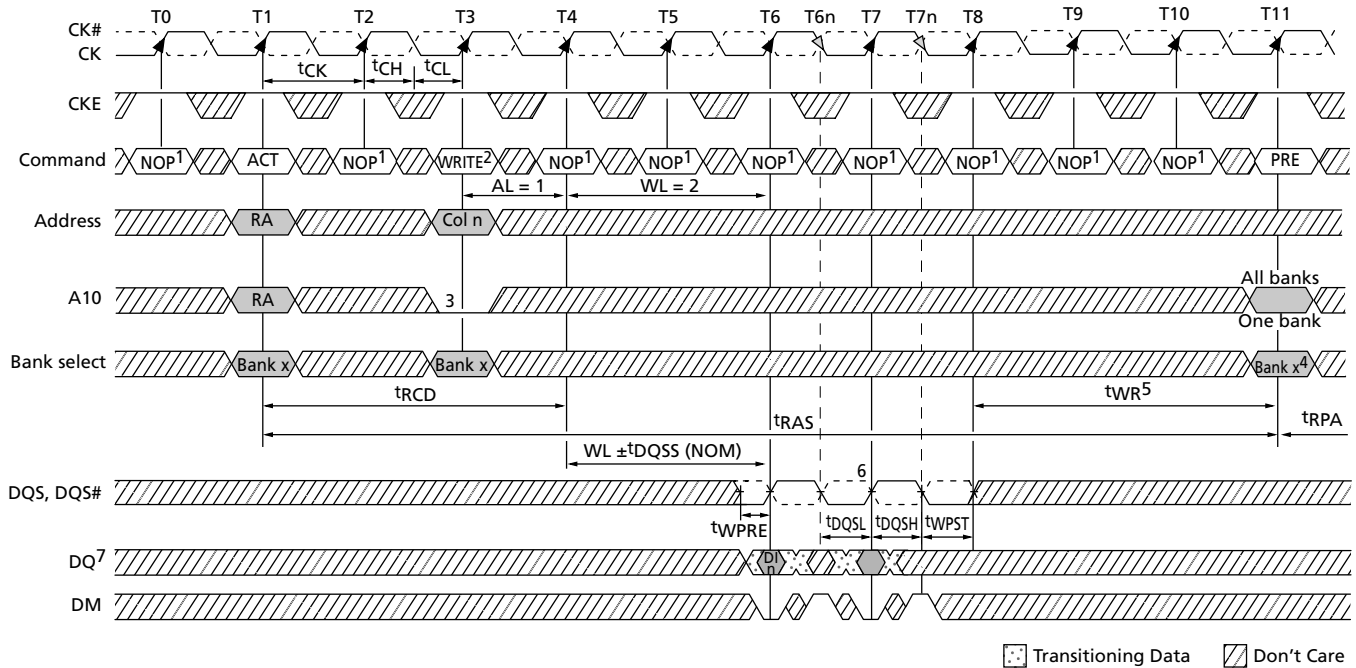 T0 T1 T2 T3 T4 T5 T6 T6n T7 T7n T8 T9 T10 T11
CK#
CK
tCK tCH tCL
CKE
Command NOP1 ACT NOP1 WRITE2 NOP1 NOP1 NOP1 NOP1 NOP1 NOP1 NOP1 PRE
AL = 1 WL = 2
Address RA Col n
All banks
A10 RA 3
One bank
Bank select Bank x Bank x Bank x4
tRCD tWR5
tRAS tRPA
WL ±tDQSS (NOM)
6
DQS, DQS#
tWPRE tDQSL tDQSH tWPST
DQ7 DI
n
DM
Transitioning Data Don't Care